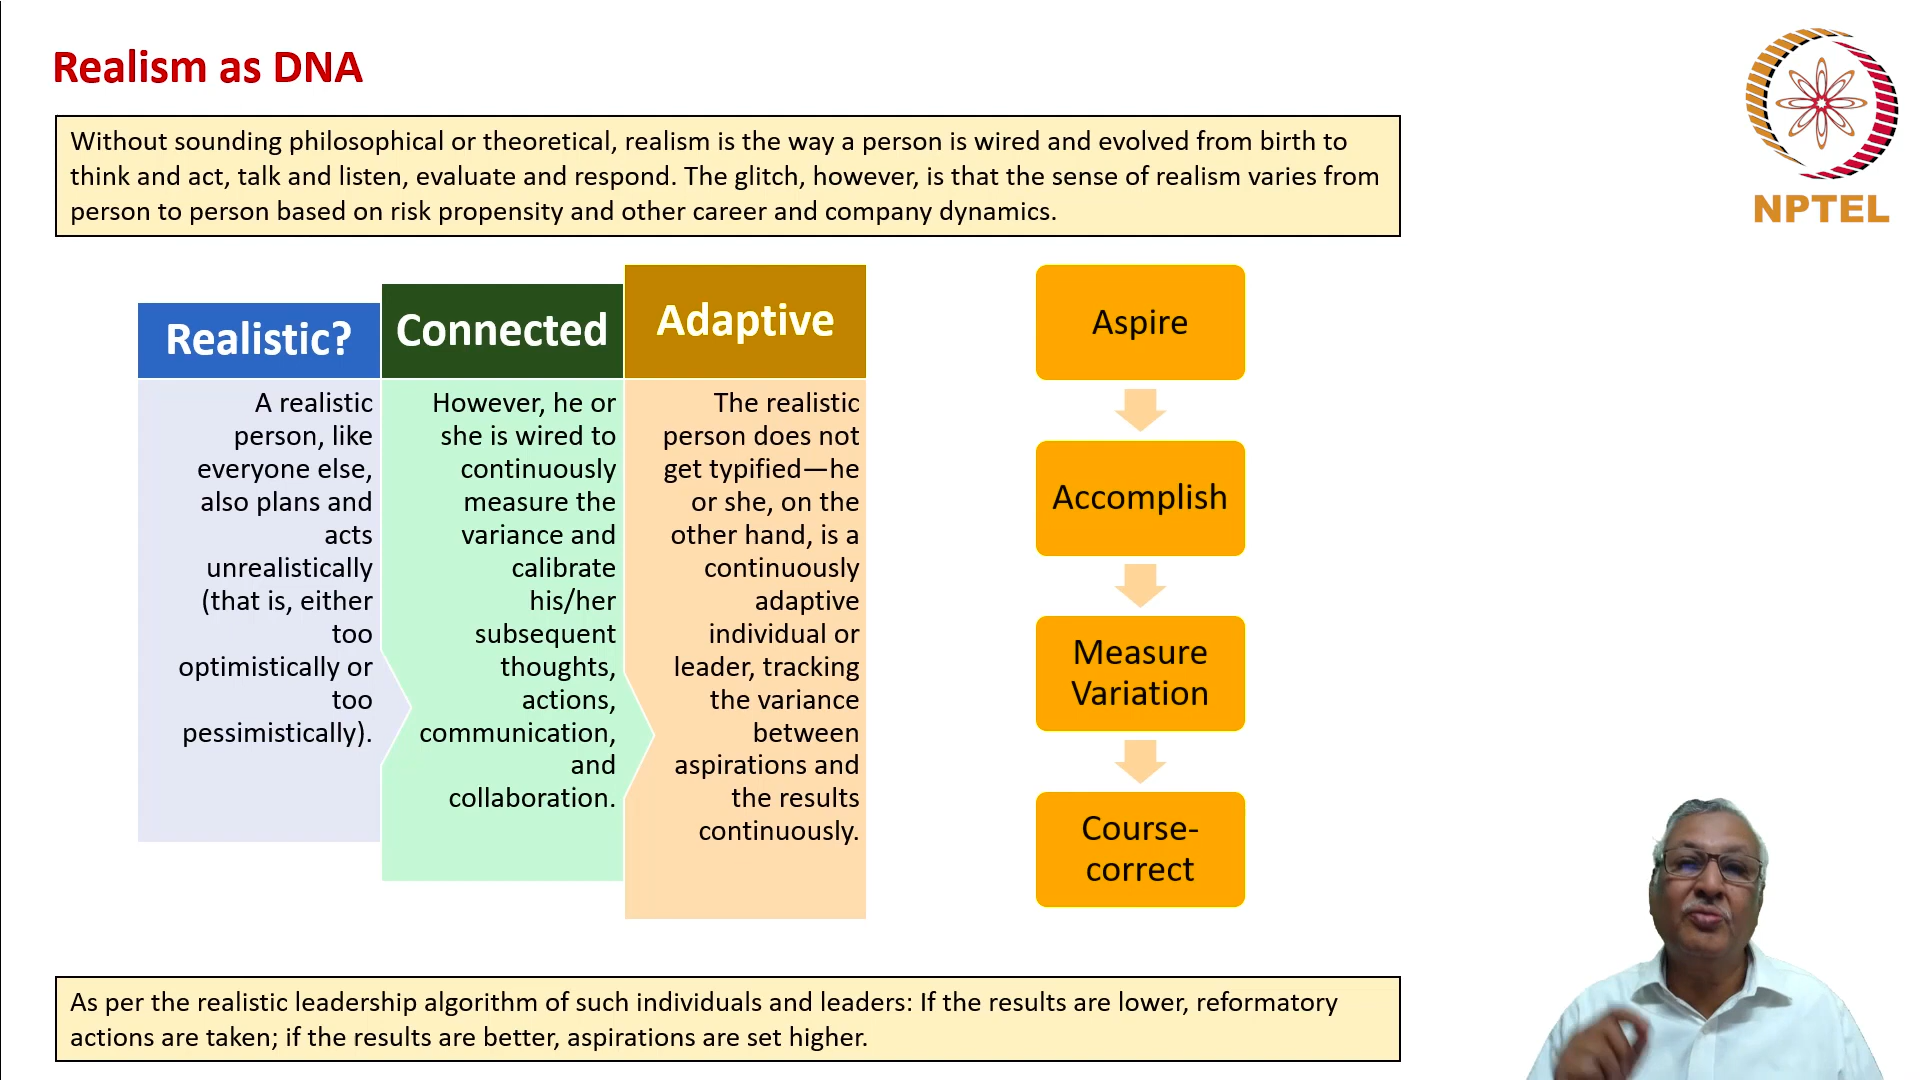 Realism as DNA
Without sounding philosophical or theoretical, realism is the way a person is wired and evolved from birth to
think and act, talk and listen, evaluate and respond. The glitch, however, is that the sense of realism varies from
person to person based on risk propensity and other career and company dynamics.
NPTEL
Realistic?
A realistic
person, like
everyone else,
also plans and
acts
unrealistically
(that is, either
too
optimistically or
too
pessimistically).
Connected
However, he or
she is wired to
continuously
measure the
variance and
calibrate
his/her
subsequent
thoughts,
actions,
communication,
and
collaboration.
Adaptive
The realistic
person does not
get typified—he
or she, on the
other hand, is a
continuously
adaptive
individual or
leader, tracking
the variance
between
aspirations and
the results
continuously.
Aspire
Accomplish
Measure
Variation
Course-
correct
As per the realistic leadership algorithm of such individuals and leaders: If the results are lower, reformatory
actions are taken; if the results are better, aspirations are set higher.